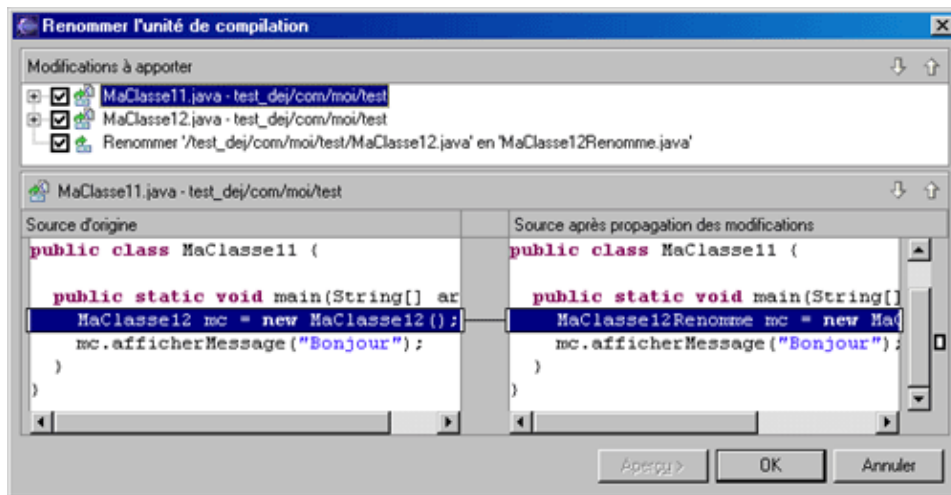 Renommer l'unité de compilation
Modifications à apporter
MaClasse11.java - test_dej/com/moi/test
MaClasse12.java - test_dej/com/moi/test
Renommer '/test_dej/com/moi/test/MaClasse12.java' en 'MaClasse12Renomme.java'
MaClasse11.java - test_dej/com/moi/test
Source d'origine
public class MaClasse11 {
public static void main(String[] ar
MaClasse12 mc = new MaClasse12();
mc.afficherMessage("Bonjour");
}
}
Source après propagation des modifications
public class MaClasse11 {
public static void main(String[]
MaClasse12Renomme mc = new MaC
mc.afficherMessage("Bonjour");
}
}
Aperçu >
OK
Annuler